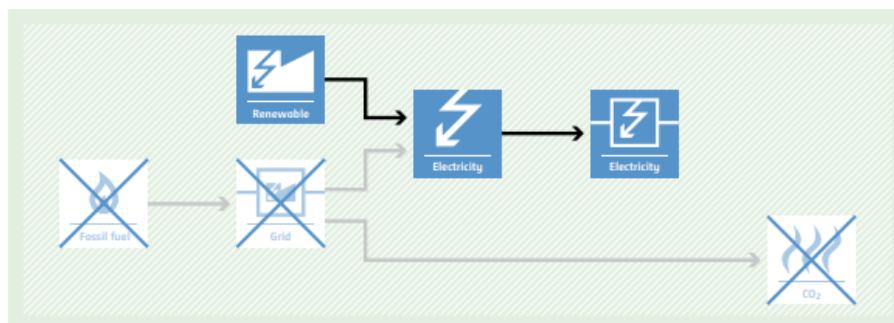 Renewable
Electricity
Electricity
Fossil fuel
Grid
CO₂